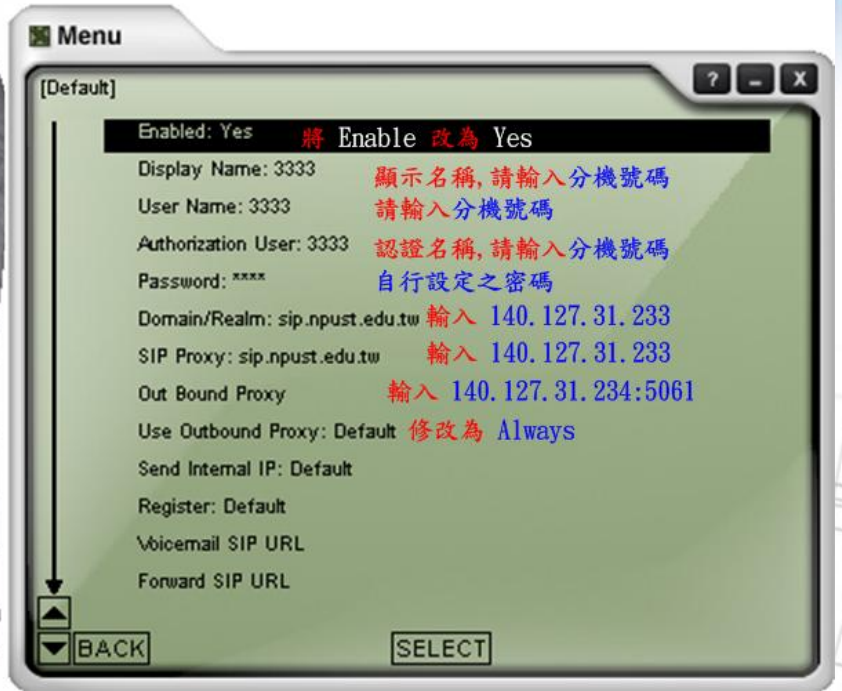 Menu
? - X
[Default]
Enabled: Yes 將 Enable 改為 Yes
Display Name: 3333 顯示名稱,請輸入分機號碼
User Name: 3333 請輸入分機號碼
Authorization User: 3333 認證名稱,請輸入分機號碼
Password: **** 自行設定之密碼
Domain/Realm: sip.npust.edu.tw 輸入 140.127.31.233
SIP Proxy: sip.npust.edu.tw 輸入 140.127.31.233
Out Bound Proxy 輸入 140.127.31.234:5061
Use Outbound Proxy: Default 修改為 Always
Send Internal IP: Default
Register: Default
Voicemail SIP URL
Forward SIP URL
BACK SELECT